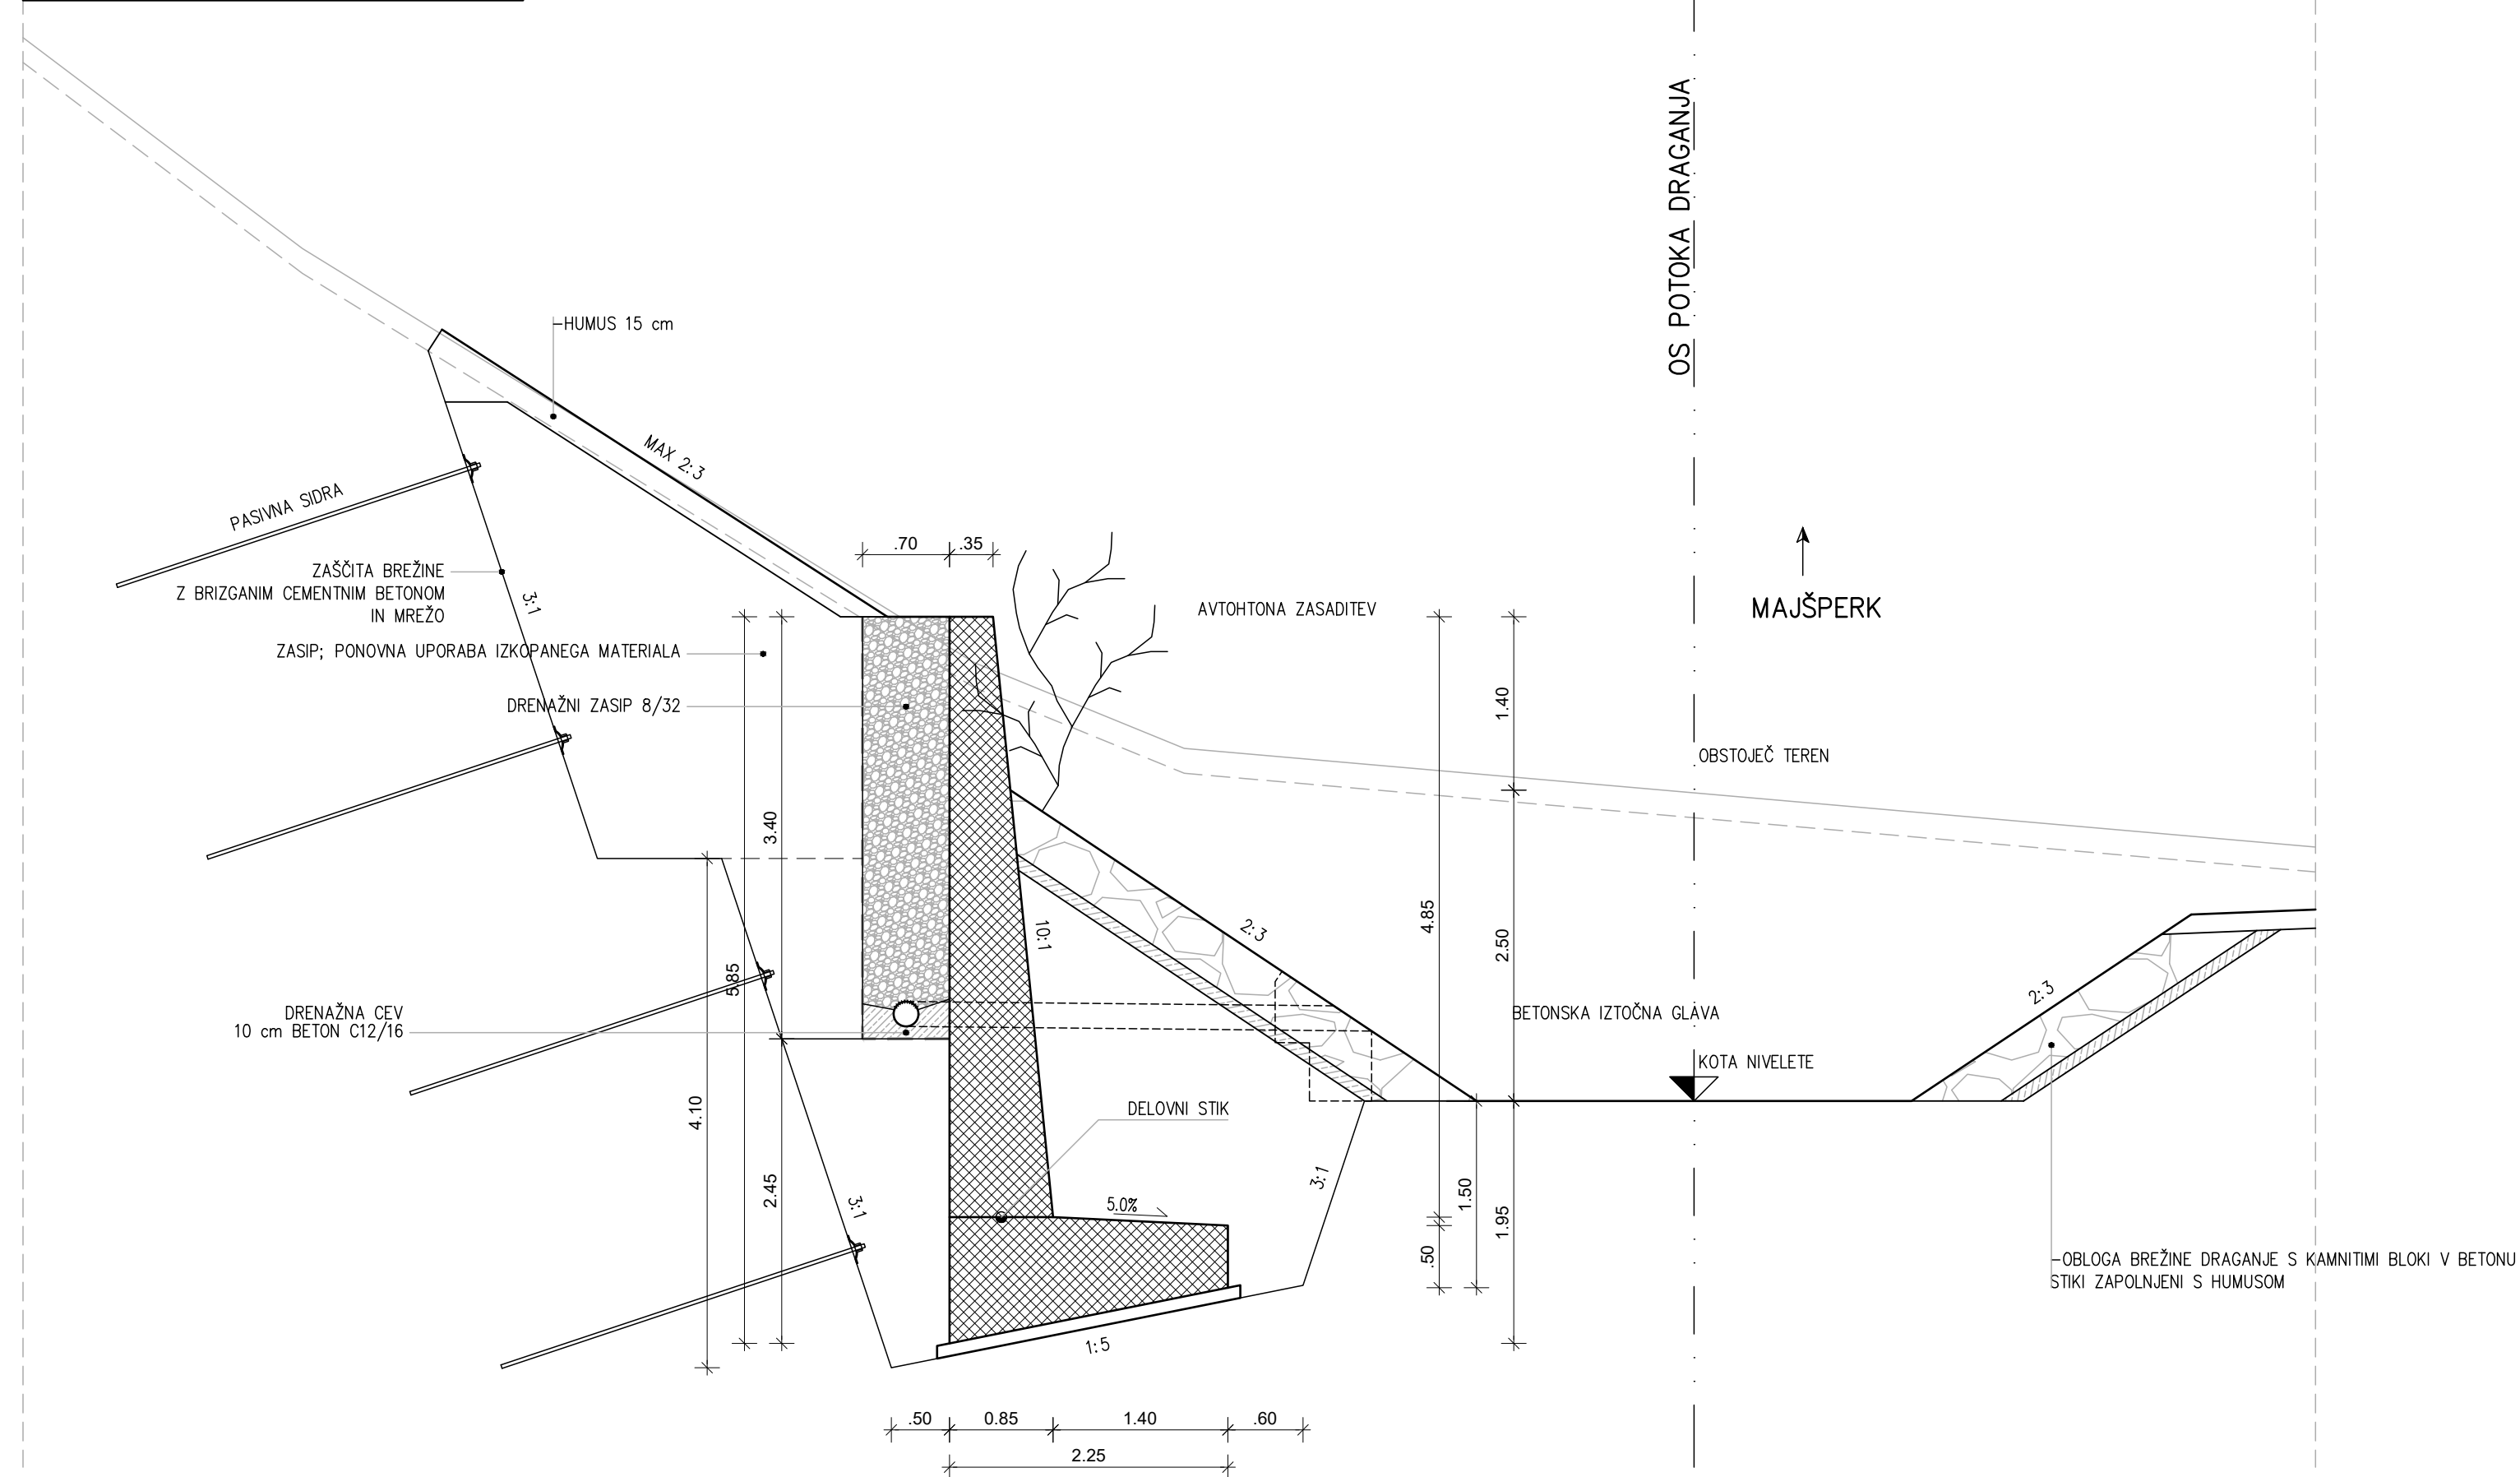 OS POTOKA DRAGANJA
-HUMUS 15 cm
MAX 2:3
PASIVNA SIDRA
.70
.35
ZAŠČITA BREŽINE
Z BRIZGANIM CEMENTNIM BETONOM
IN MREŽO
3:1
AVTOHTONA ZASADITEV
MAJŠPERK
ZASIP; PONOVNA UPORABA IZKOPANEGA MATERIALA
DRENAŽNI ZASIP 8/32
1.40
OBSTOJEČ TEREN
3.40
4.85
10:1
2:3
2.50
5.85
2:3
DRENAŽNA CEV
10 cm BETON C12/16
BETONSKA IZTOČNA GLAVA
KOTA NIVELETE
4.10
DELOVNI STIK
2.45
3:1
5.0%
3:1
1.50
1.95
.50
-OBLOGA BREŽINE DRAGANJE S KAMNITIMI BLOKI V BETONU
STIKI ZAPOLNJENI S HUMUSOM
1:5
.50
0.85
1.40
.60
2.25